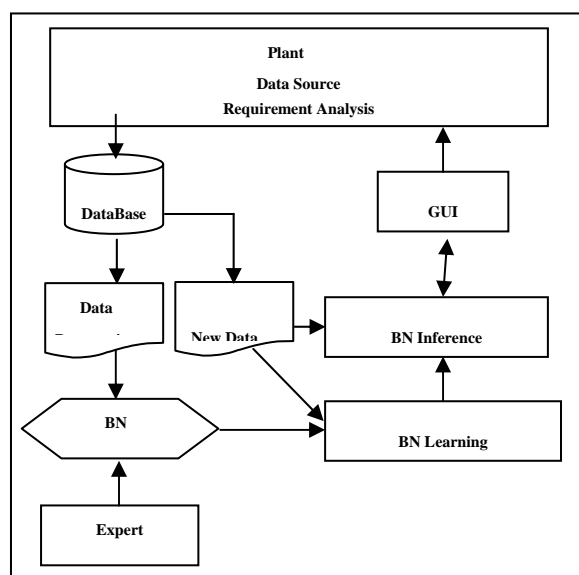 Plant
Data Source
Requirement Analysis
DataBase
GUI
Data
New Data
BN Inference
BN
BN Learning
Expert